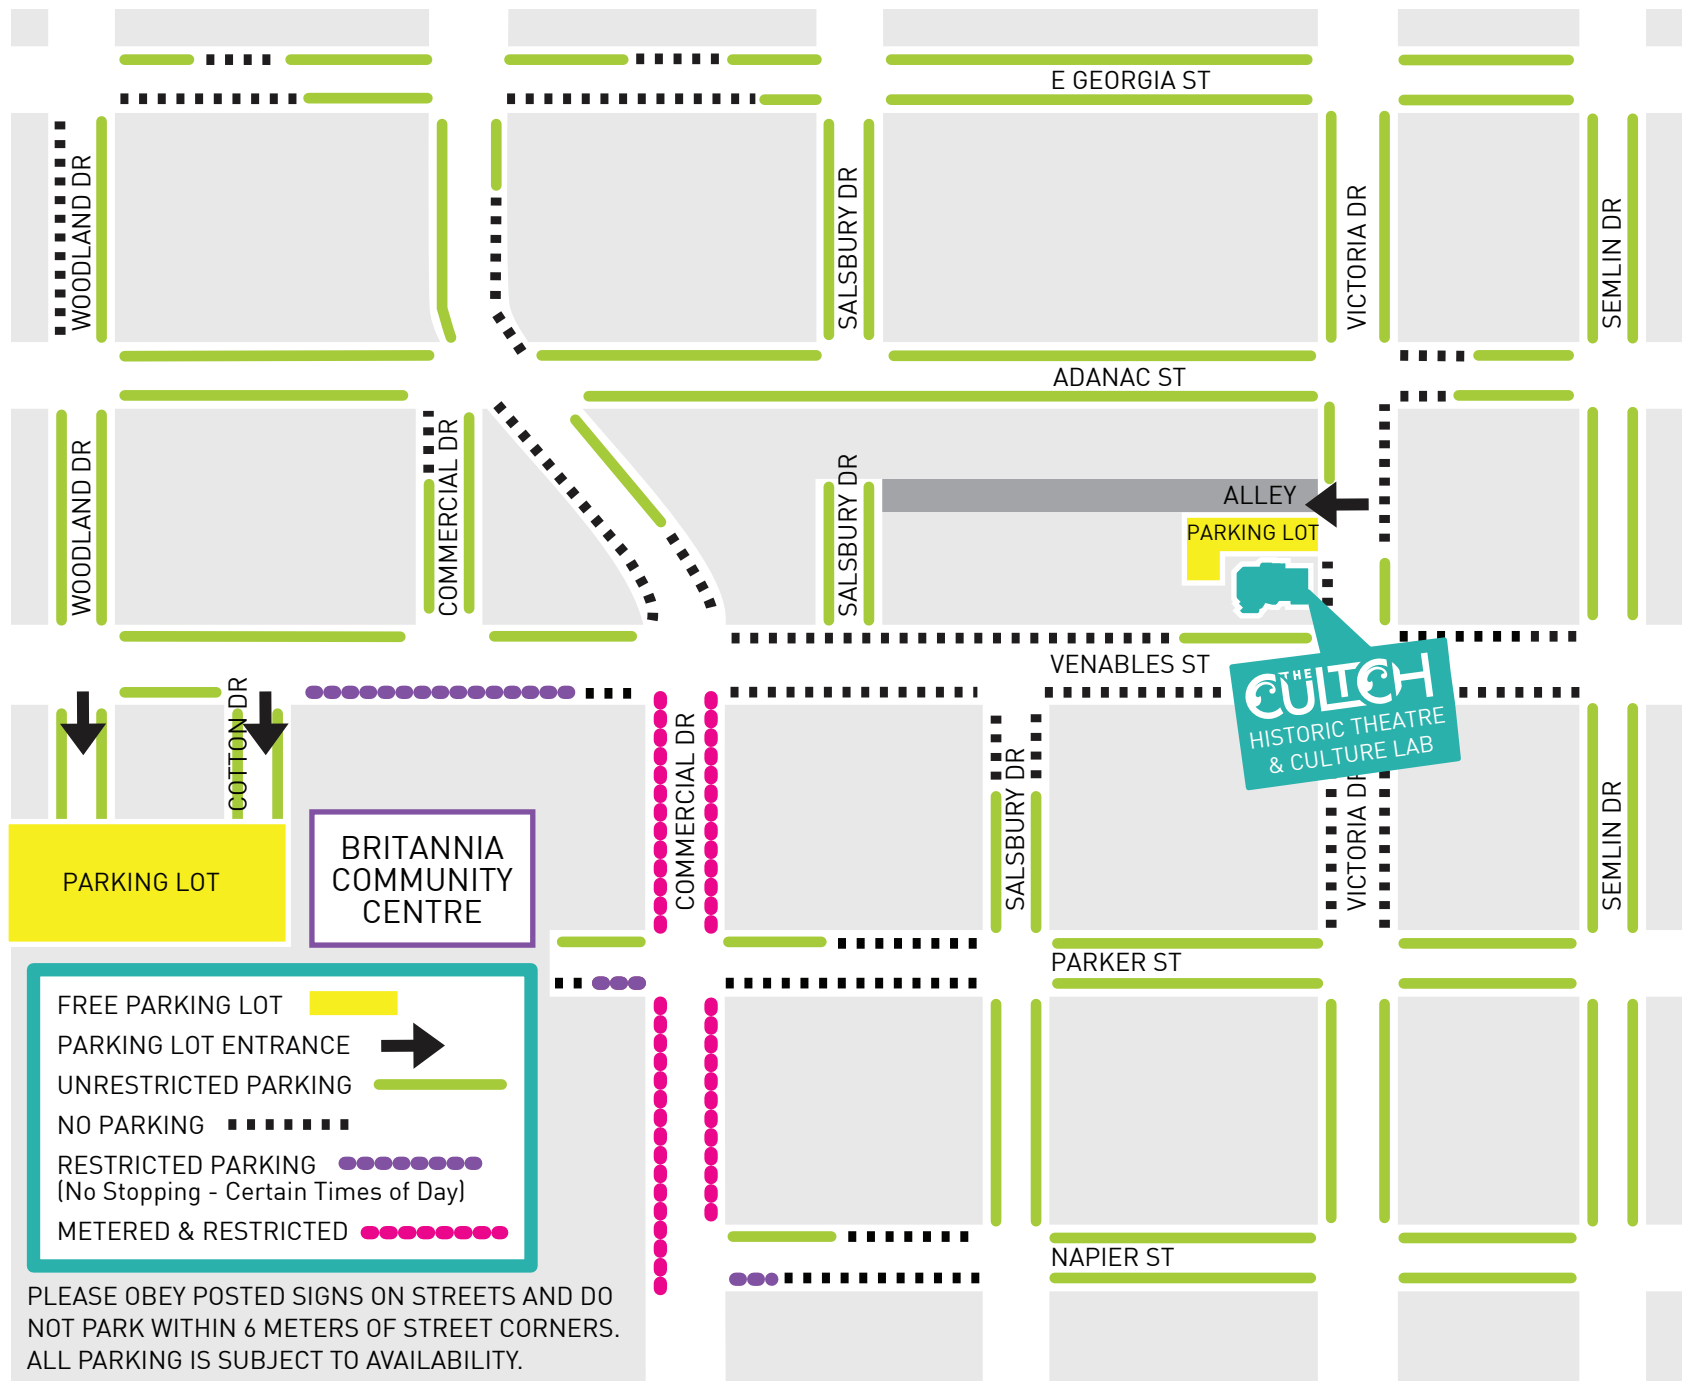 E GEORGIA ST
WOODLAND DR
SALSBURY DR
VICTORIA DR
SEMLIN DR
ADANAC ST
WOODLAND DR
COMMERCIAL DR
SALSBURY DR
ALLEY
PARKING LOT
VENABLES ST
THE CULTCH
HISTORIC THEATRE
& CULTURE LAB
COTTON DR
COMMERCIAL DR
SALSBURY DR
VICTORIA DR
SEMLIN DR
PARKING LOT
BRITANNIA
COMMUNITY
CENTRE
PARKER ST
FREE PARKING LOT
PARKING LOT ENTRANCE
UNRESTRICTED PARKING
NO PARKING
RESTRICTED PARKING
(No Stopping - Certain Times of Day)
METERED & RESTRICTED
NAPIER ST
PLEASE OBEY POSTED SIGNS ON STREETS AND DO
NOT PARK WITHIN 6 METERS OF STREET CORNERS.
ALL PARKING IS SUBJECT TO AVAILABILITY.